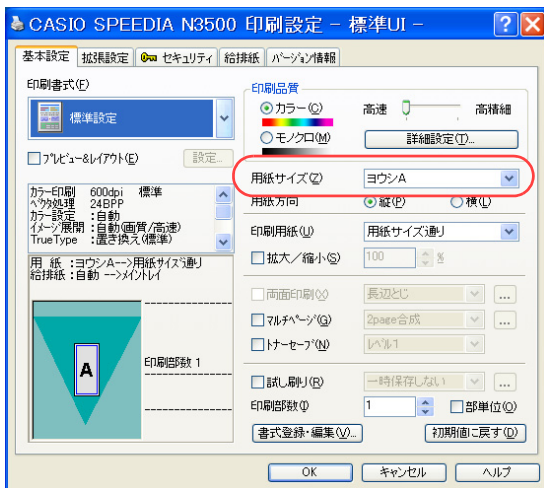 CASIO SPEEDIA N3500 印刷設定 - 標準UI -
基本設定 拡張設定 セキュリティ 給排紙 バージョン情報
印刷書式(F)
標準設定
プレビュー&レイアウト(E) 設定...
カラー印刷 600dpi 標準
ベクタ処理 24BPP
カラー設定 :自動
イメージ展開 :自動(画質/高速)
TrueType :置き換え(標準)
用 紙 :ヨウシA-->用紙サイズ通り
給排紙 :自動 -->メイントレイ
A
印刷部数 1
印刷品質
カラー(C) 高速 高精細
モノクロ(M) 詳細設定(T)...
用紙サイズ(Z) ヨウシA
用紙方向 縦(P) 横(L)
印刷用紙(U) 用紙サイズ通り
拡大/縮小(S) 100 %
両面印刷(X) 長辺とじ ...
マルチページ(G) 2page合成 ...
トナーセーブ(N) レベル1
試し刷り(R) 一時保存しない ...
印刷部数(I) 1 部単位(O)
書式登録・編集(V)... 初期値に戻す(D)
OK キャンセル ヘルプ